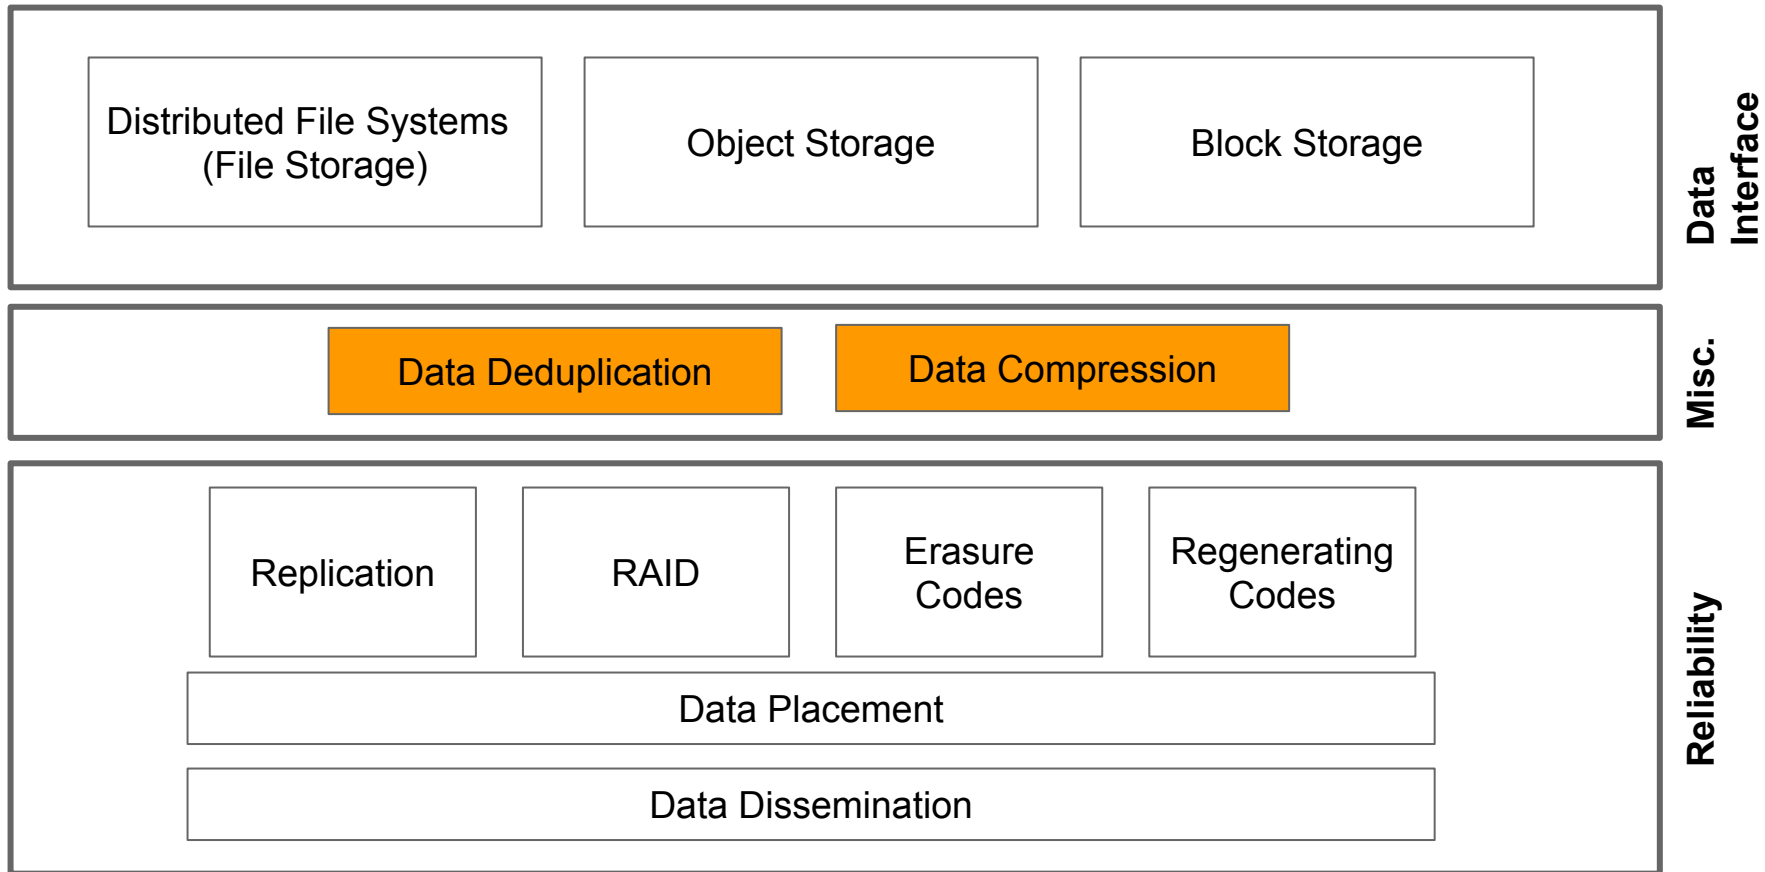 Distributed File Systems
(File Storage)
Object Storage
Block Storage
Data
Interface
Data Deduplication
Data Compression
Misc.
Replication
RAID
Erasure
Codes
Regenerating
Codes
Data Placement
Data Dissemination
Reliability